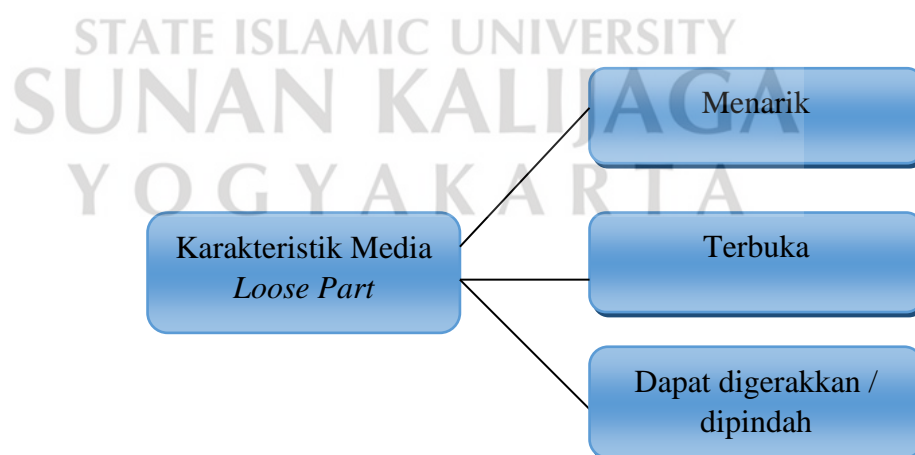 STATE ISLAMIC UNIVERSITY
SUNAN KALIJAGA
YOGYAKARTA
Karakteristik Media
Loose Part
Menarik
Terbuka
Dapat digerakkan /
dipindah